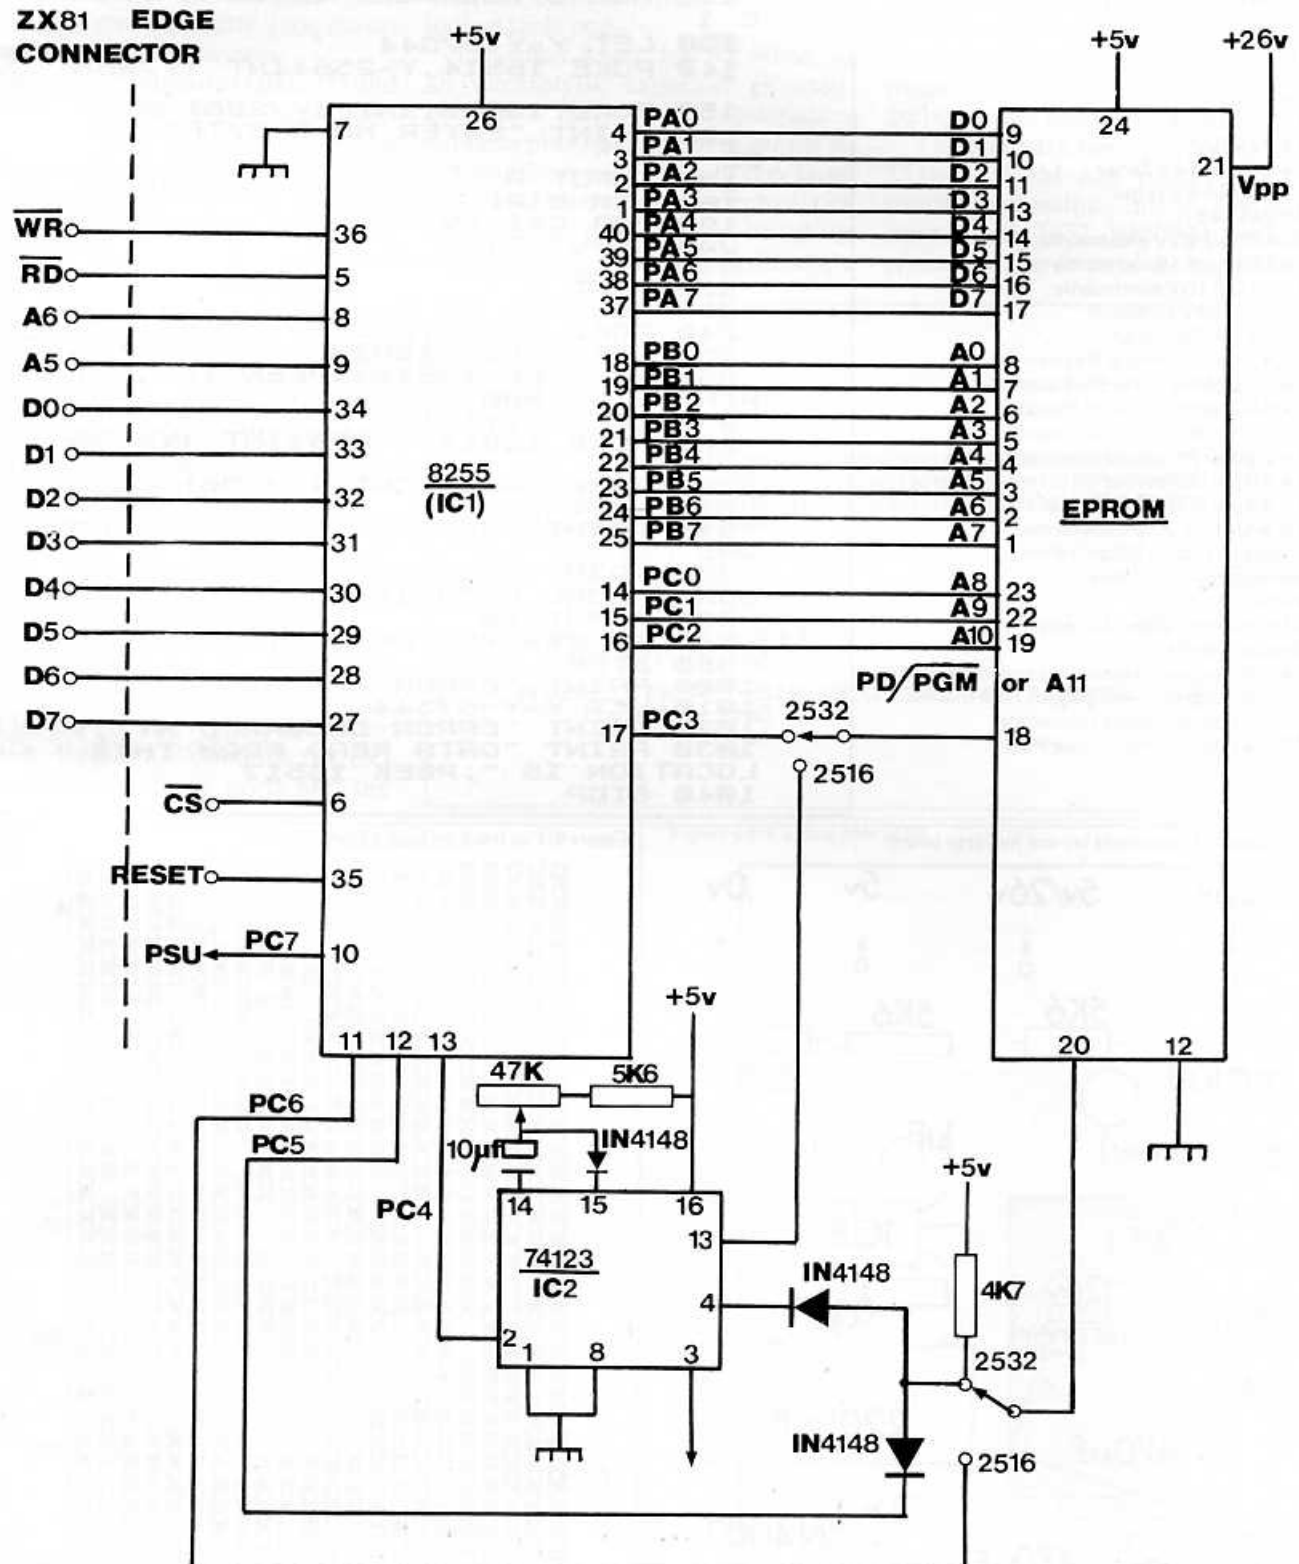 ZX81 EDGE
CONNECTOR
+5v
+5v
+26v
7
26
24
21
Vpp
4 PA0 D0 9
3 PA1 D1 10
2 PA2 D2 11
1 PA3 D3 13
40 PA4 D4 14
39 PA5 D5 15
38 PA6 D6 16
37 PA7 D7 17
WR 36
RD 5
A6 8
A5 9
D0 34
D1 33
D2 32
D3 31
D4 30
D5 29
D6 28
D7 27
CS 6
RESET 35
PSU PC7 10
8255
(IC1)
18 PB0 A0 8
19 PB1 A1 7
20 PB2 A2 6
21 PB3 A3 5
22 PB4 A4 4
23 PB5 A5 3
24 PB6 A6 2
25 PB7 A7 1
EPROM
14 PC0 A8 23
15 PC1 A9 22
16 PC2 A10 19
PD/PGM or A11
17 PC3 2532 18
2516
11 12 13
20 12
+5v
47K 5K6
PC6
PC5
10µf IN4148
PC4
14 15 16
13
74123
IC2
4
2
1 8 3
IN4148
+5v
4K7
2532
IN4148
2516